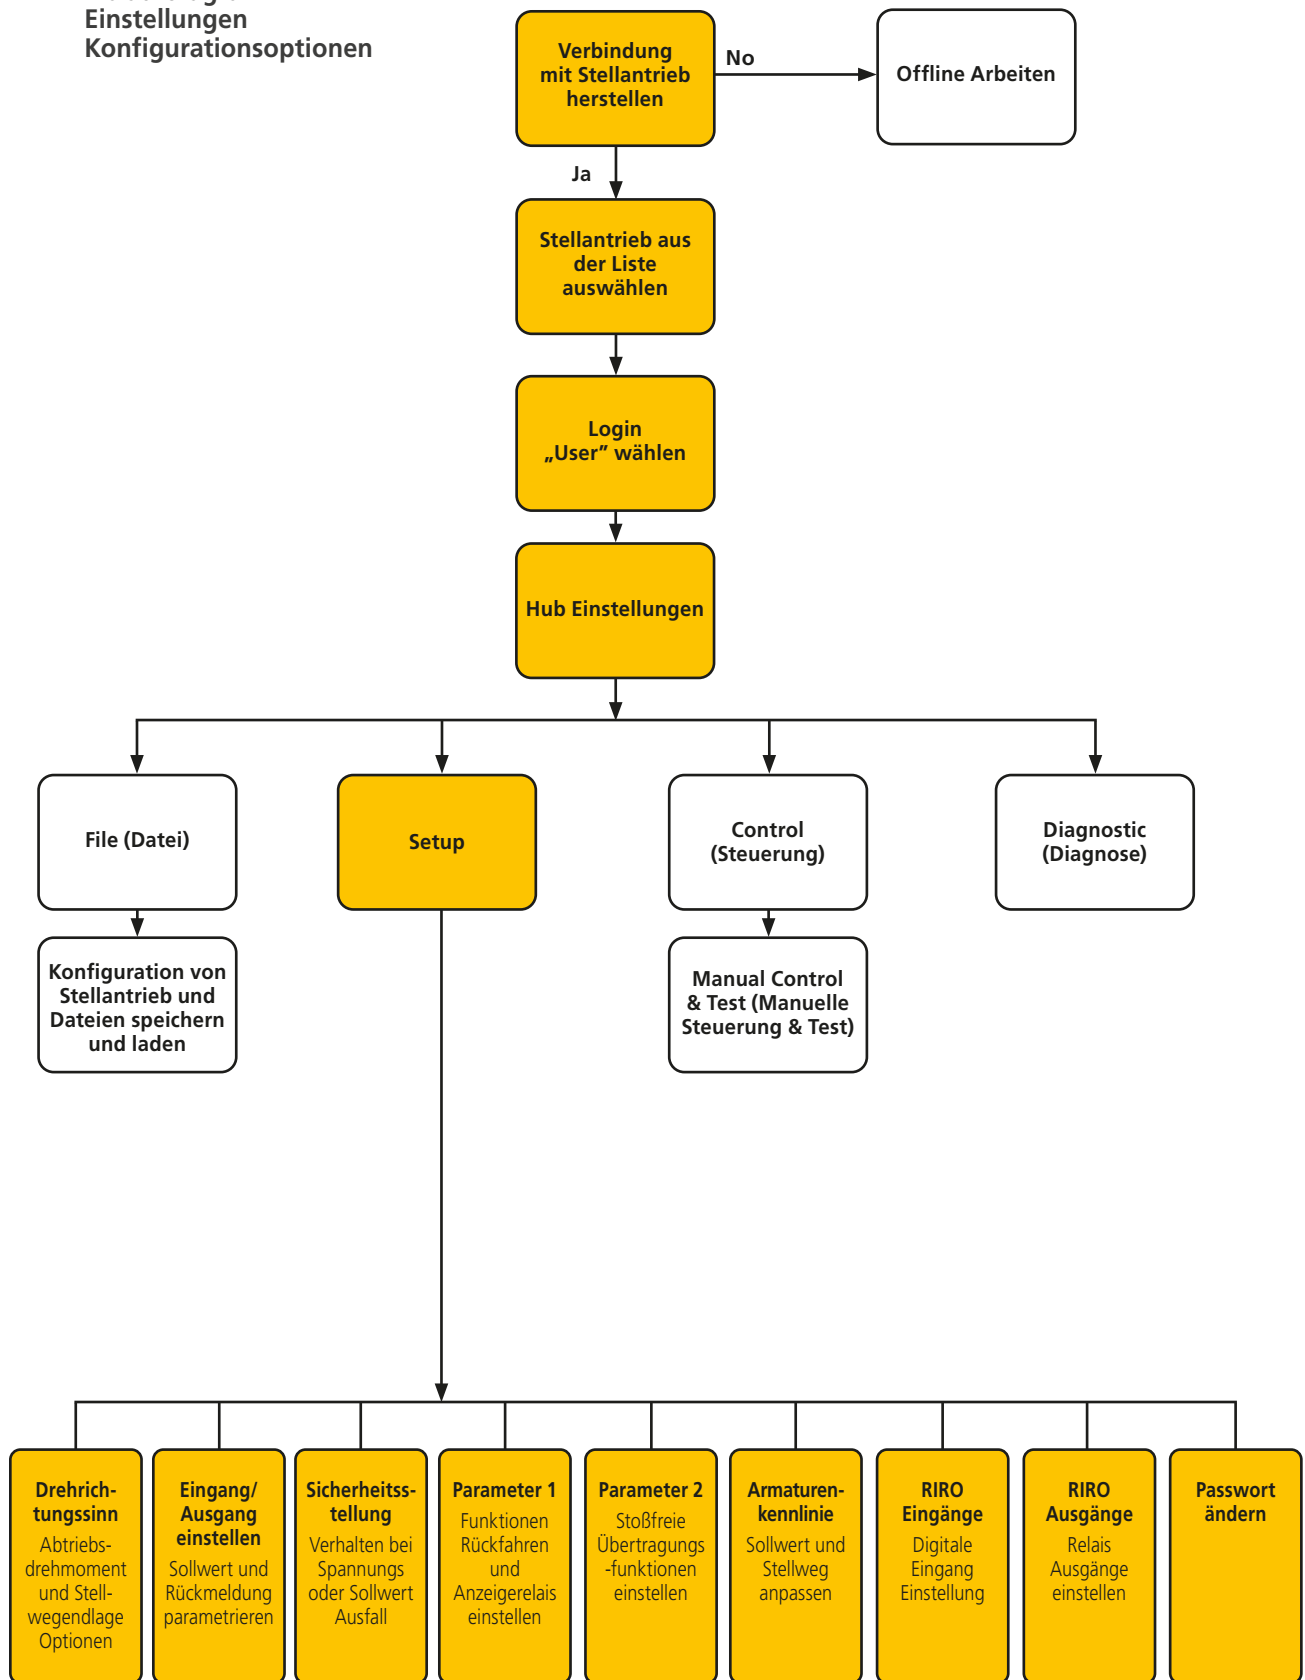 Einstellungen
Konfigurationsoptionen
Verbindung
mit Stellantrieb
herstellen
No
Offline Arbeiten
Ja
Stellantrieb aus
der Liste
auswählen
Login
„User” wählen
Hub Einstellungen
File (Datei)
Setup
Control
(Steuerung)
Diagnostic
(Diagnose)
Konfiguration von
Stellantrieb und
Dateien speichern
und laden
Manual Control
& Test (Manuelle
Steuerung & Test)
Drehrich-
tungssinn
Abtriebs-
drehmoment
und Stell-
wegendlage
Optionen
Eingang/
Ausgang
einstellen
Sollwert und
Rückmeldung
parametrieren
Sicherheitss-
tellung
Verhalten bei
Spannungs
oder Sollwert
Ausfall
Parameter 1
Funktionen
Rückfahren
und
Anzeigerelais
einstellen
Parameter 2
Stoßfreie
Übertragungs
-funktionen
einstellen
Armaturen-
kennlinie
Sollwert und
Stellweg
anpassen
RIRO
Eingänge
Digitale
Eingang
Einstellung
RIRO
Ausgänge
Relais
Ausgänge
einstellen
Passwort
ändern